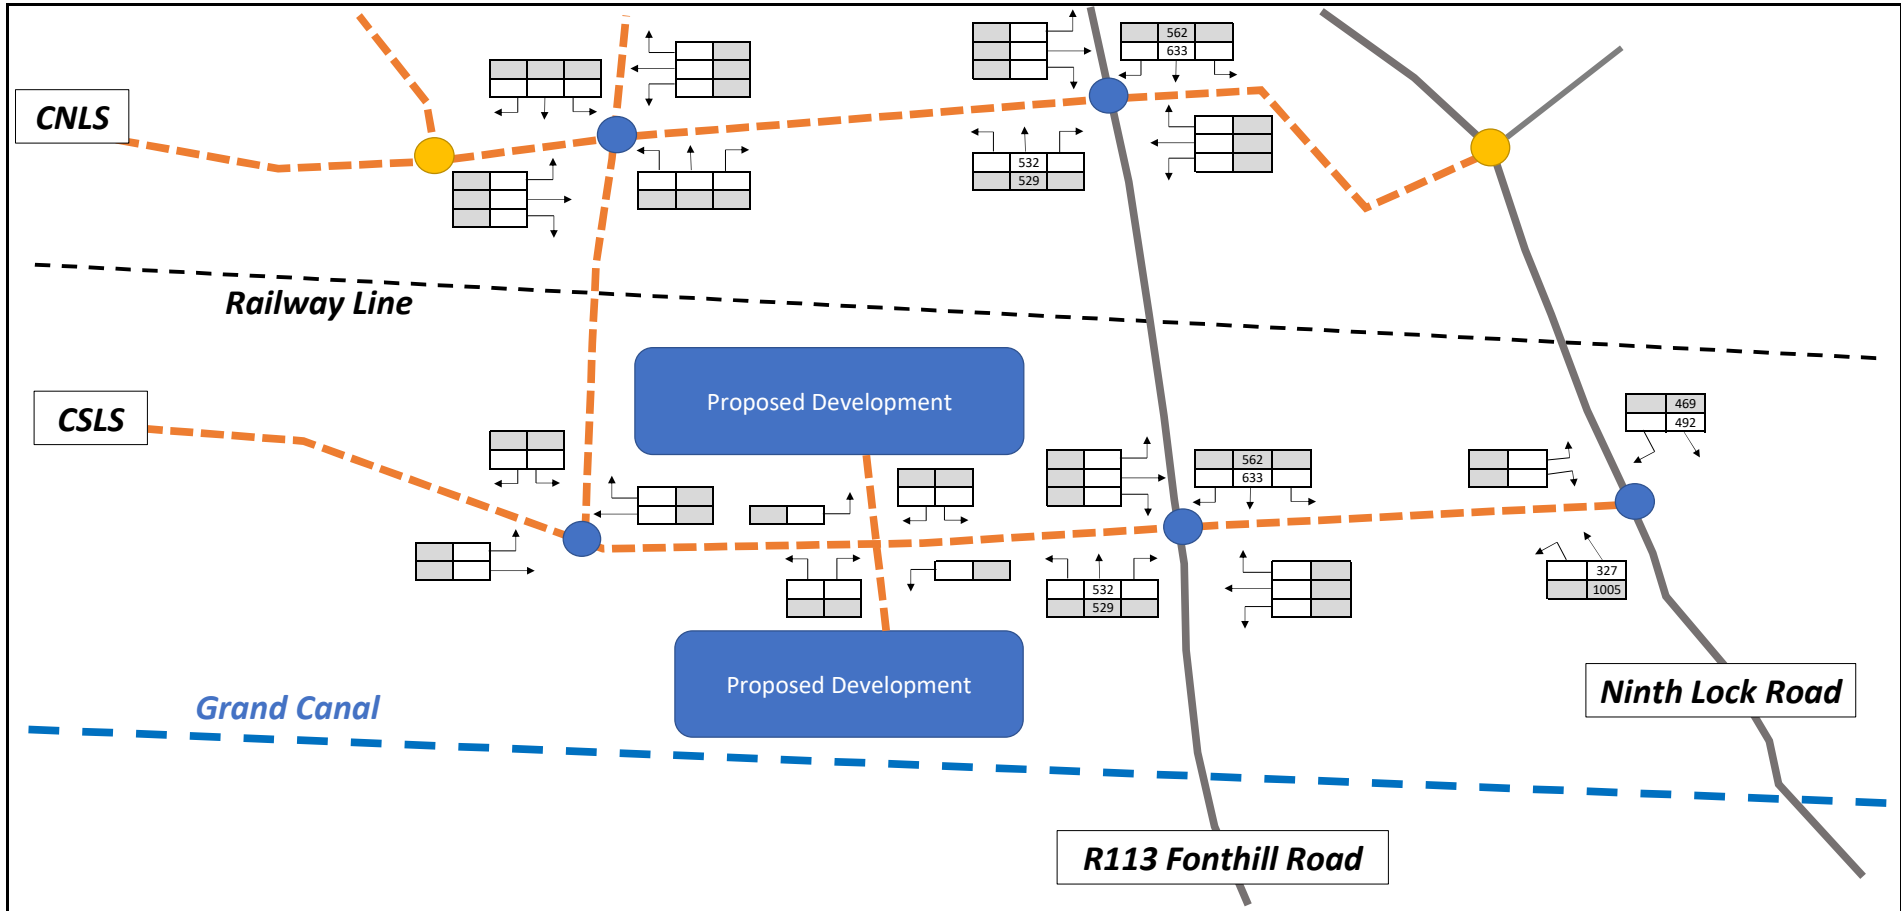 562
633
CNLS
532
529
Railway Line
Proposed Development
CSLS
469
492
562
633
532
529
327
1005
Proposed Development
Ninth Lock Road
Grand Canal
R113 Fonthill Road